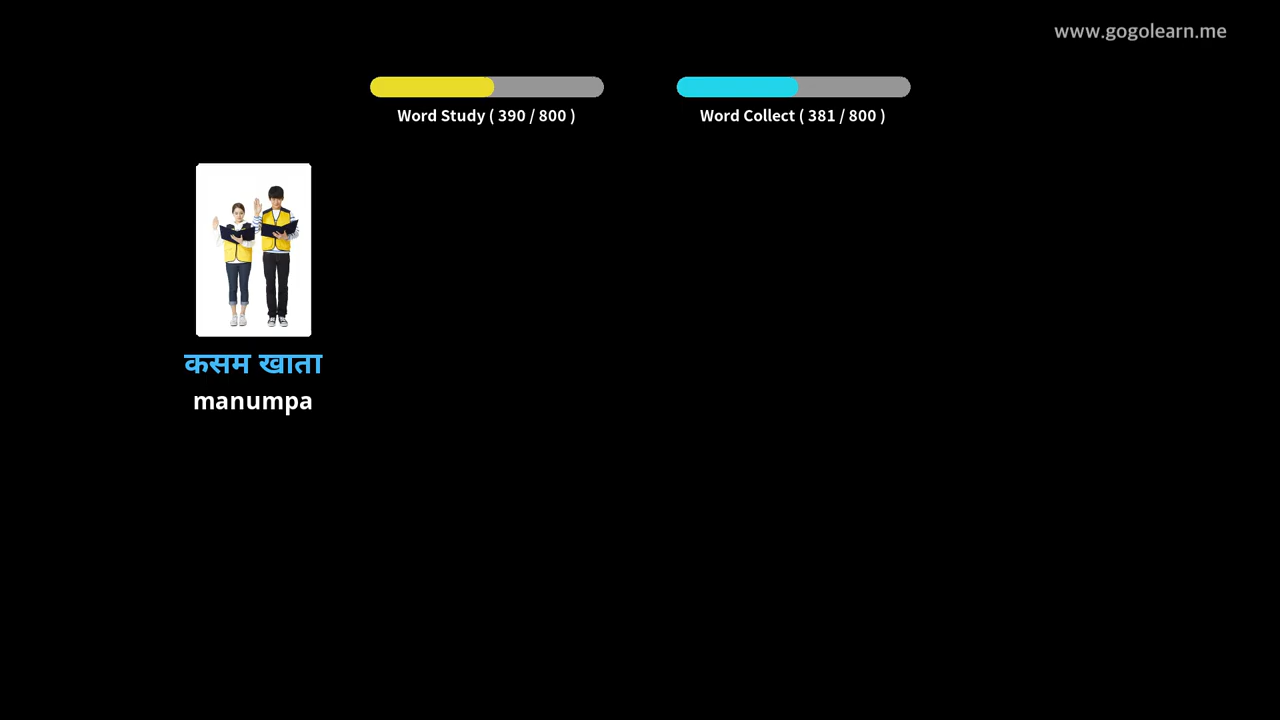 www.gogolearn.me
Word Study ( 390 / 800 )
Word Collect ( 381 / 800 )
कसम खाता
manumpa